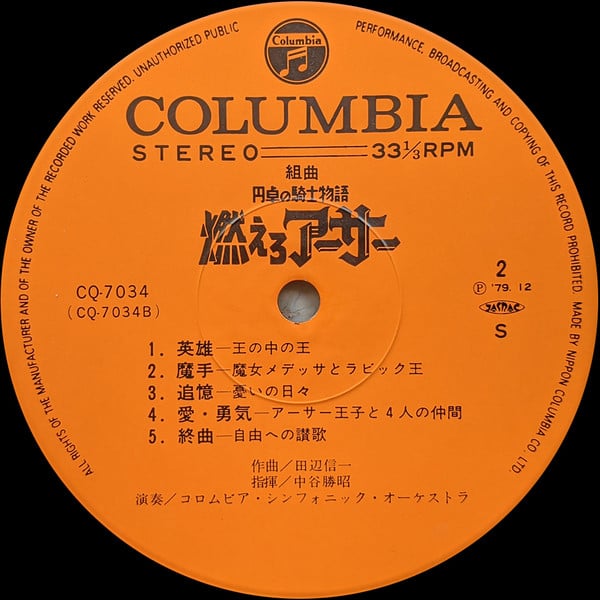 ALL RIGHTS OF THE MANUFACTURER AND OF THE OWNER OF THE RECORDED WORK RESERVED. UNAUTHORIZED PUBLIC PERFORMANCE, BROADCASTING AND COPYING OF THIS RECORD PROHIBITED. MADE BY NIPPON COLUMBIA CO. LTD.
Columbia
COLUMBIA
STEREO 33⅓RPM
組曲
円卓の騎士物語
燃えろアーサー
CQ-7034
(CQ-7034B)
2
Ⓟ '79. 12
JASRAC
S
1. 英雄—王の中の王
2. 魔手—魔女メデッサとラビック王
3. 追憶—憂いの日々
4. 愛・勇気—アーサー王子と4人の仲間
5. 終曲—自由への讃歌
作曲/田辺信一
指揮/中谷勝昭
演奏/コロムビア・シンフォニック・オーケストラ